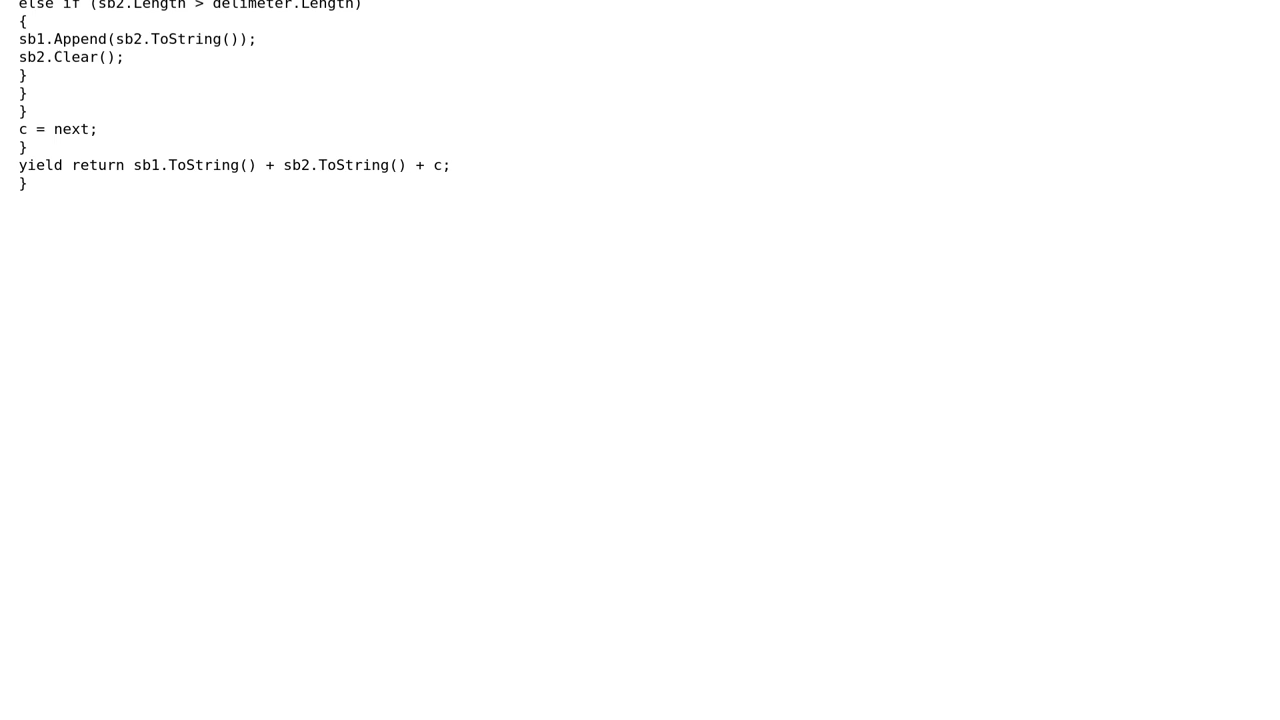 else if (sb2.Length > delimeter.Length)
{
sb1.Append(sb2.ToString());
sb2.Clear();
}
}
}
c = next;
}
yield return sb1.ToString() + sb2.ToString() + c;
}